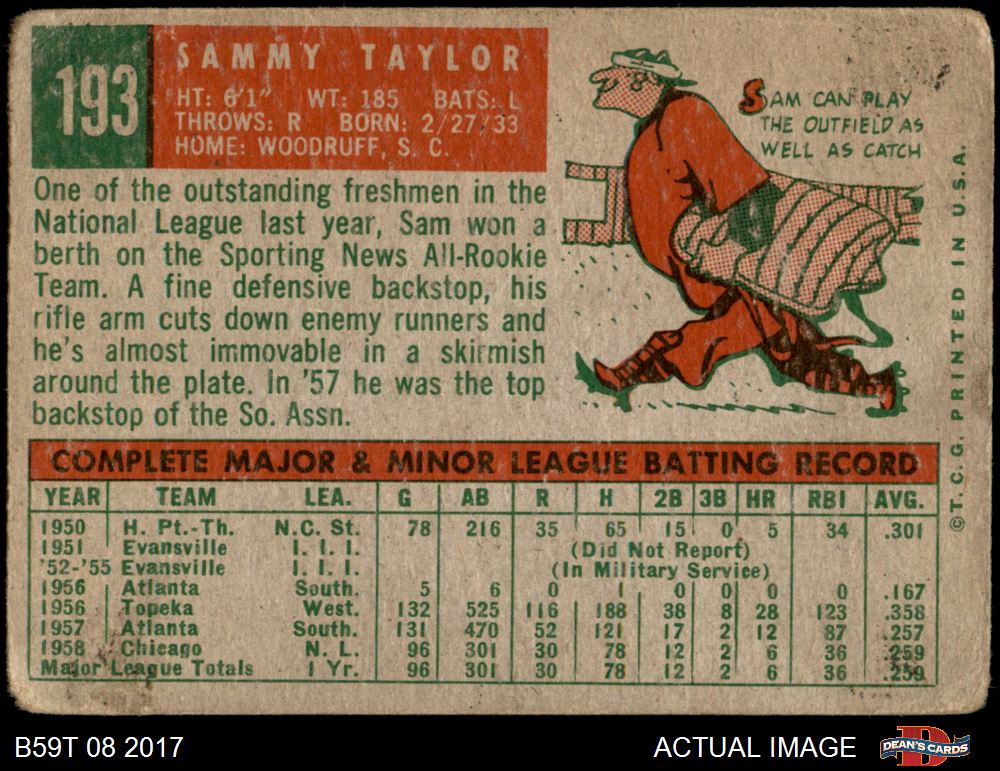 193
SAMMY TAYLOR
HT: 6'1" WT: 185 BATS: L
THROWS: R BORN: 2/27/33
HOME: WOODRUFF, S. C.
SAM CAN PLAY
THE OUTFIELD AS
WELL AS CATCH
One of the outstanding freshmen in the
National League last year, Sam won a
berth on the Sporting News All-Rookie
Team. A fine defensive backstop, his
rifle arm cuts down enemy runners and
he's almost immovable in a skirmish
around the plate. In '57 he was the top
backstop of the So. Assn.
©T. C. G. PRINTED IN U.S.A.
COMPLETE MAJOR & MINOR LEAGUE BATTING RECORD
YEAR TEAM LEA. G AB R H 2B 3B HR RBI AVG.
1950 H. Pt.-Th. N.C. St. 78 216 35 65 15 0 5 34 .301
1951 Evansville I. I. I. (Did Not Report)
'52-'55 Evansville I. I. I. (In Military Service)
1956 Atlanta South. 5 6 0 1 0 0 0 0 .167
1956 Topeka West. 132 525 116 188 38 8 28 123 .358
1957 Atlanta South. 131 470 52 121 17 2 12 87 .257
1958 Chicago N. L. 96 301 30 78 12 2 6 36 .259
Major League Totals 1 Yr. 96 301 30 78 12 2 6 36 .259
B59T 08 2017
ACTUAL IMAGE
DEAN'S CARDS